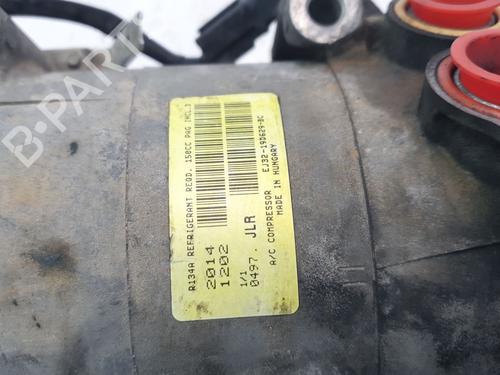 R134A REFRIGERANT REQD. 150CC PAG INCL.
2014
1202
1/1
0497. JLR
A/C COMPRESSOR EJ32-19D629-BC
MADE IN HUNGARY
B-PARTS